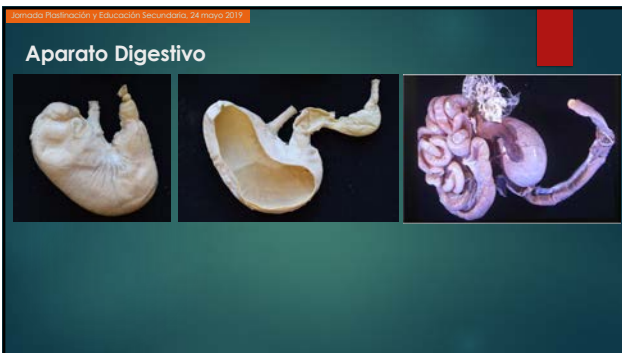 Jornada Plastinación y Educación Secundaria, 24 mayo 2019
Aparato Digestivo